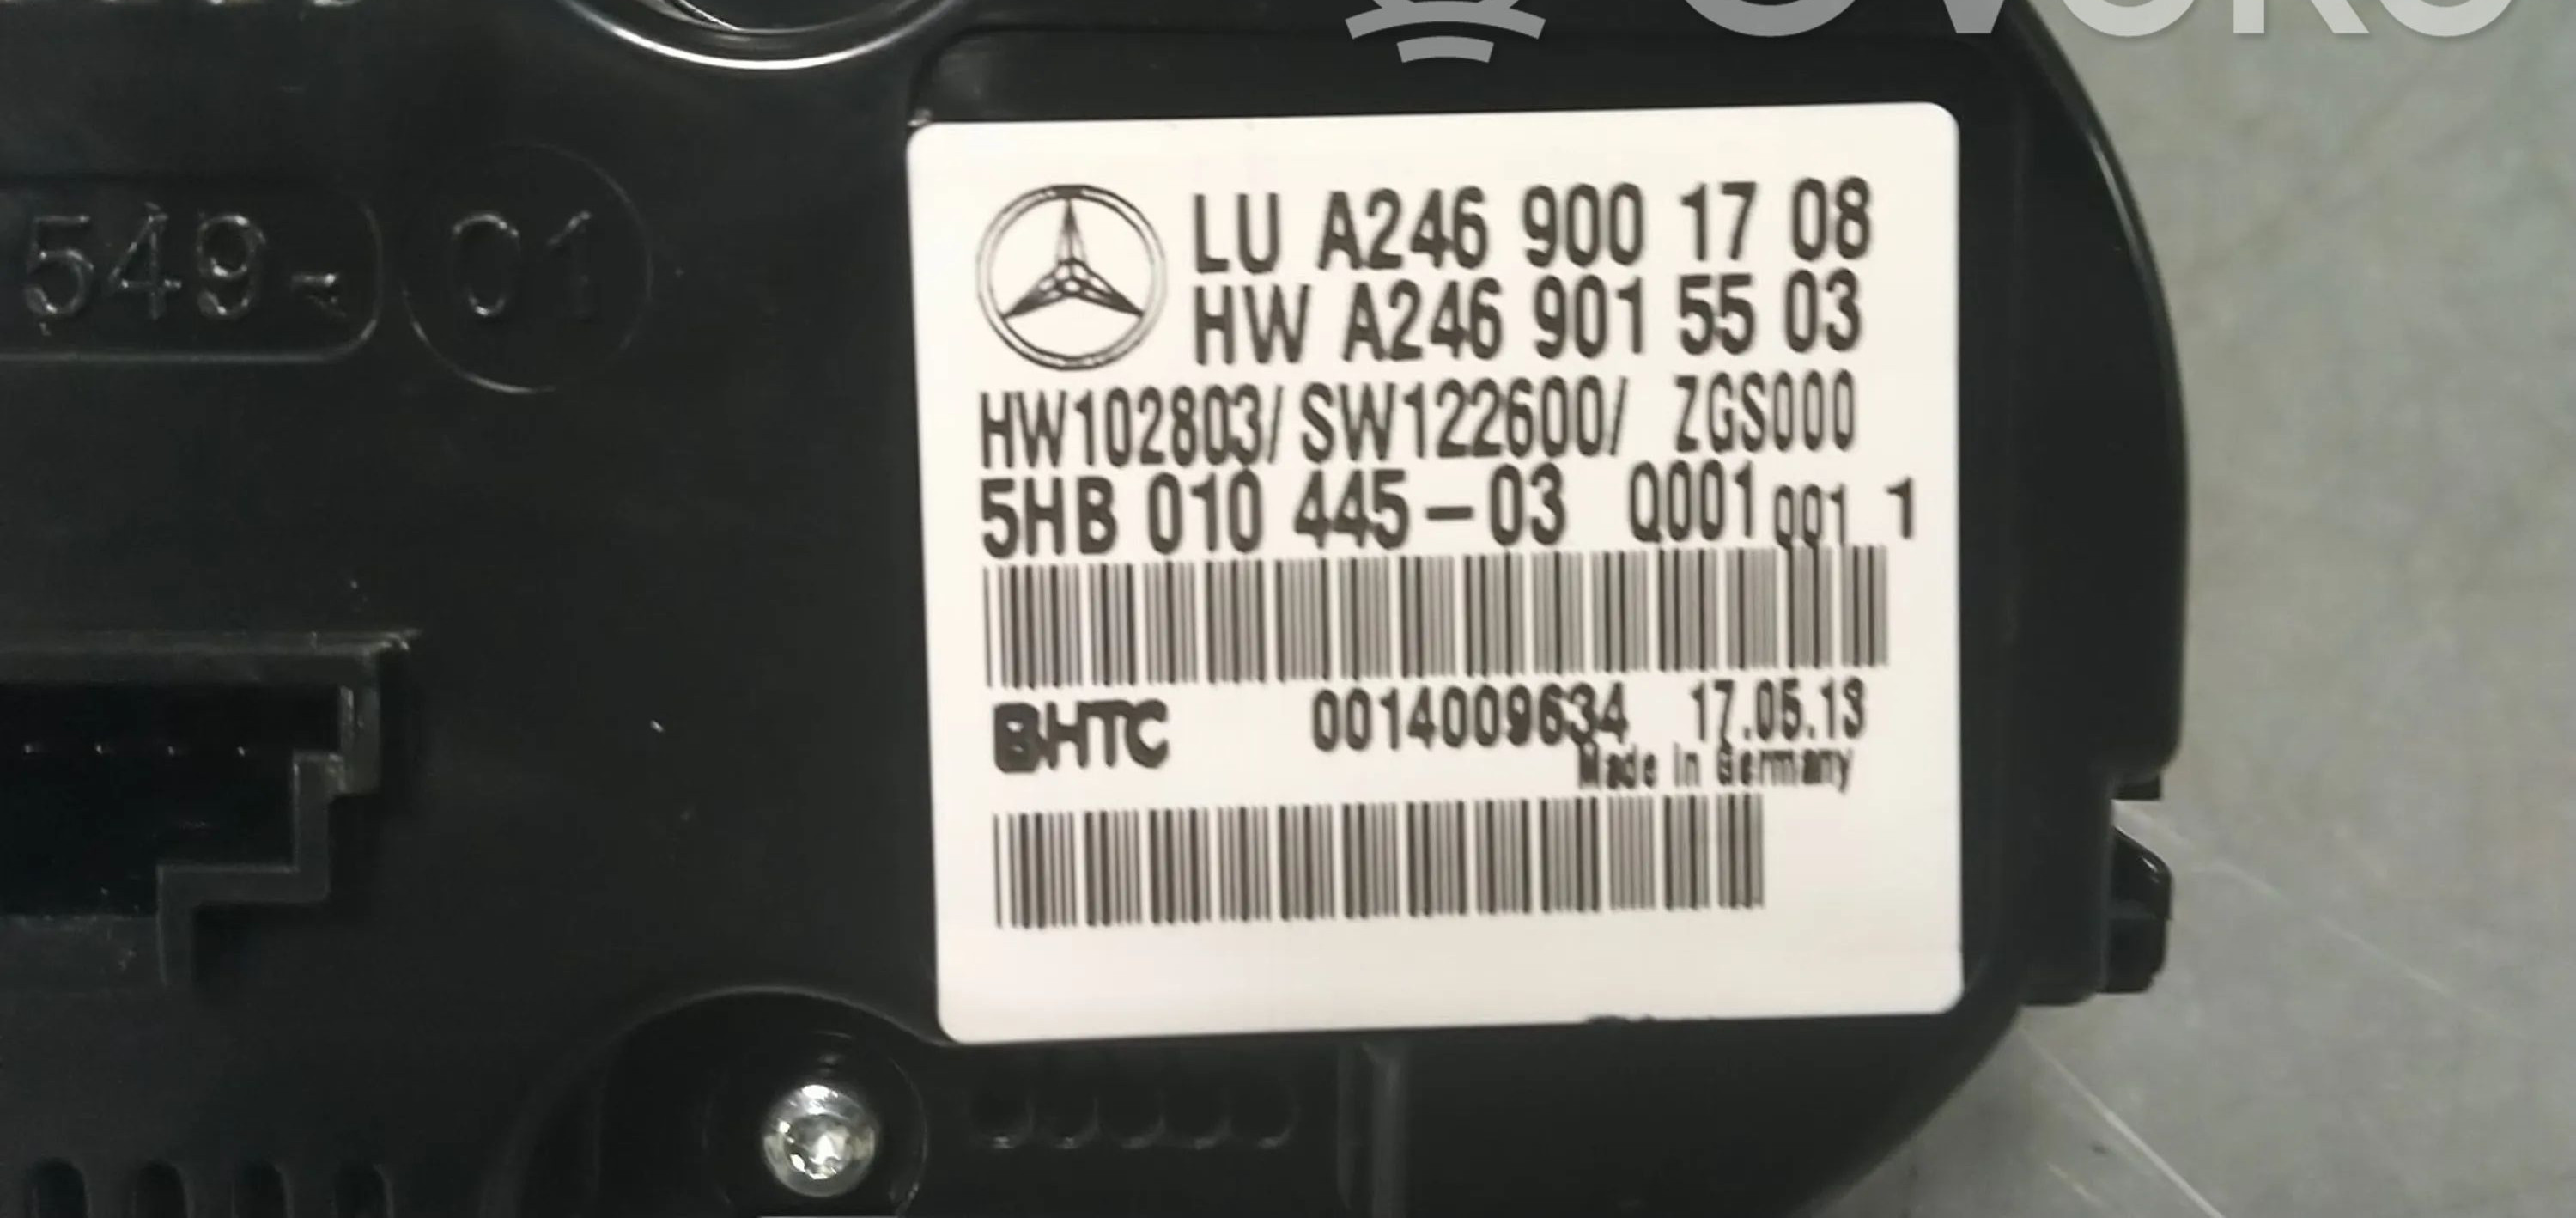 549-
01
LU A246 900 17 08
HW A246 901 55 03
HW102803/ SW122600/ ZGS000
5HB 010 445-03 Q001 Q01 1
BHTC 0014009634 17.05.13
Made in Germany